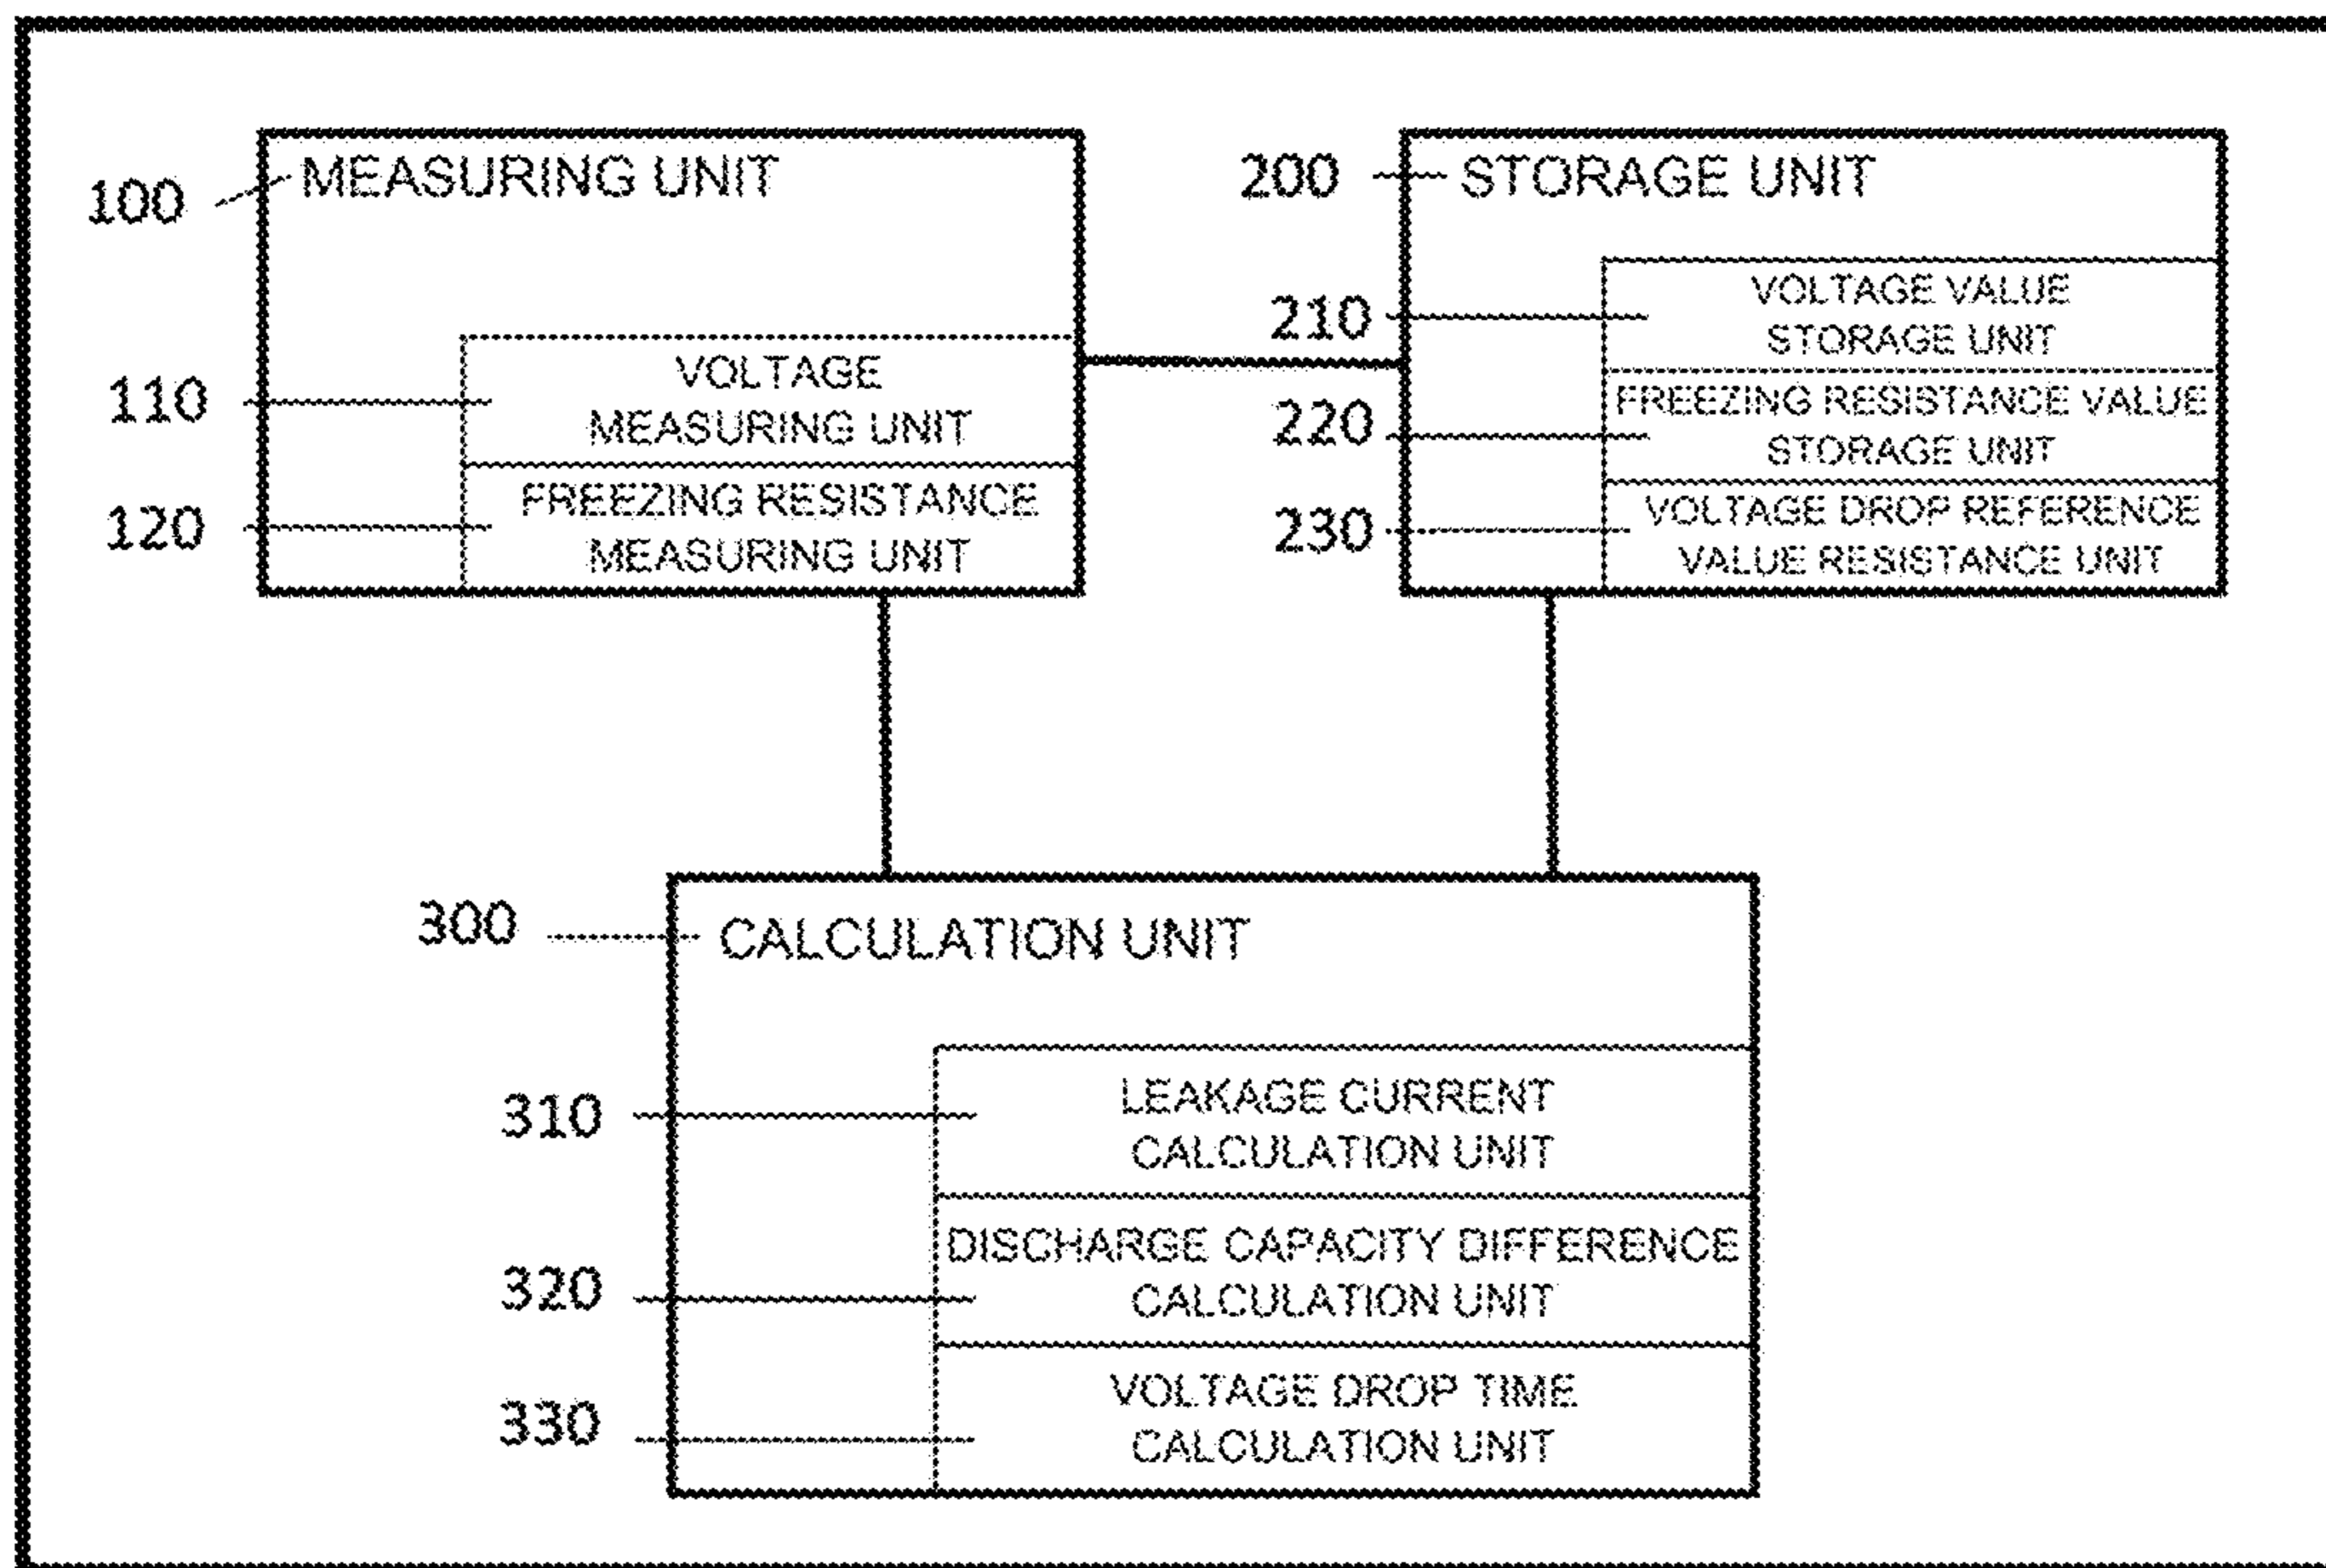 100
MEASURING UNIT
110
VOLTAGE
MEASURING UNIT
120
FREEZING RESISTANCE
MEASURING UNIT
200
STORAGE UNIT
210
VOLTAGE VALUE
STORAGE UNIT
220
FREEZING RESISTANCE VALUE
STORAGE UNIT
230
VOLTAGE DROP REFERENCE
VALUE RESISTANCE UNIT
300
CALCULATION UNIT
310
LEAKAGE CURRENT
CALCULATION UNIT
320
DISCHARGE CAPACITY DIFFERENCE
CALCULATION UNIT
330
VOLTAGE DROP TIME
CALCULATION UNIT